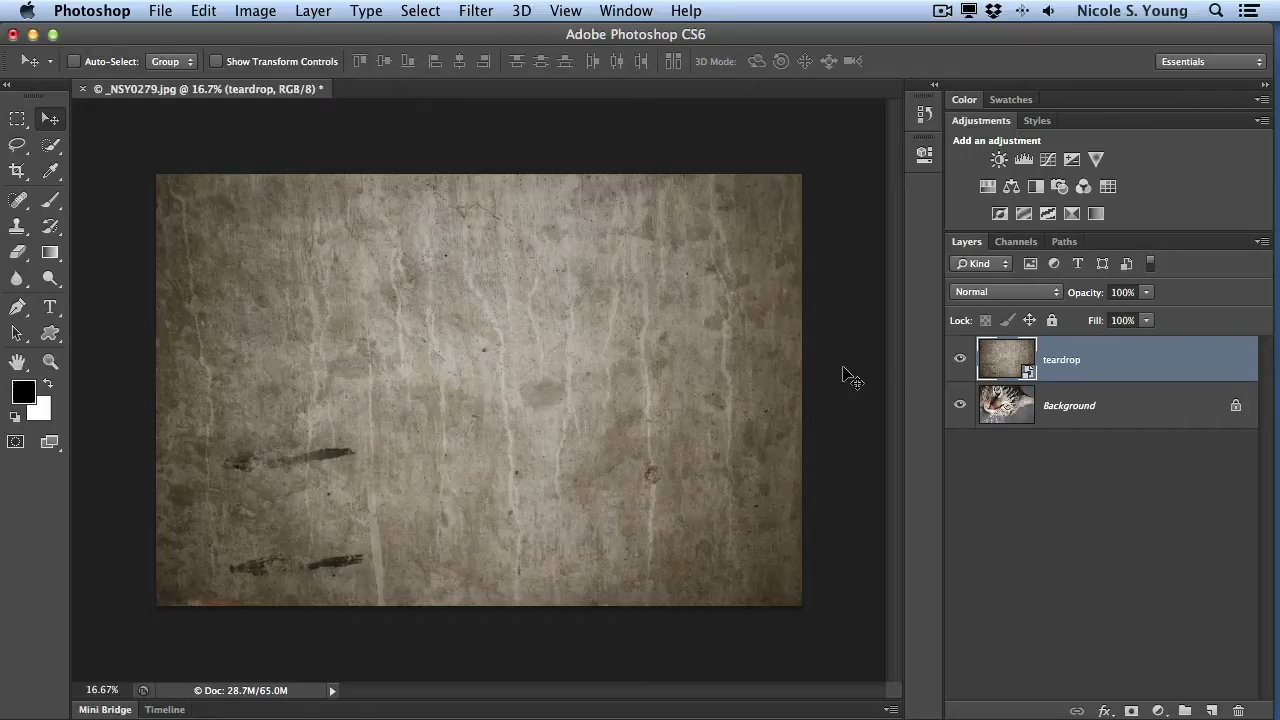 Photoshop File Edit Image Layer Type Select Filter 3D View Window Help Nicole S. Young
Adobe Photoshop CS6
Auto-Select: Group Show Transform Controls 3D Mode: Essentials
× © _NSY0279.jpg @ 16.7% (teardrop, RGB/8) *
Color Swatches
Adjustments Styles
Add an adjustment
Layers Channels Paths
Kind
Normal Opacity: 100%
Lock: Fill: 100%
teardrop
Background
16.67% © Doc: 28.7M/65.0M
Mini Bridge Timeline